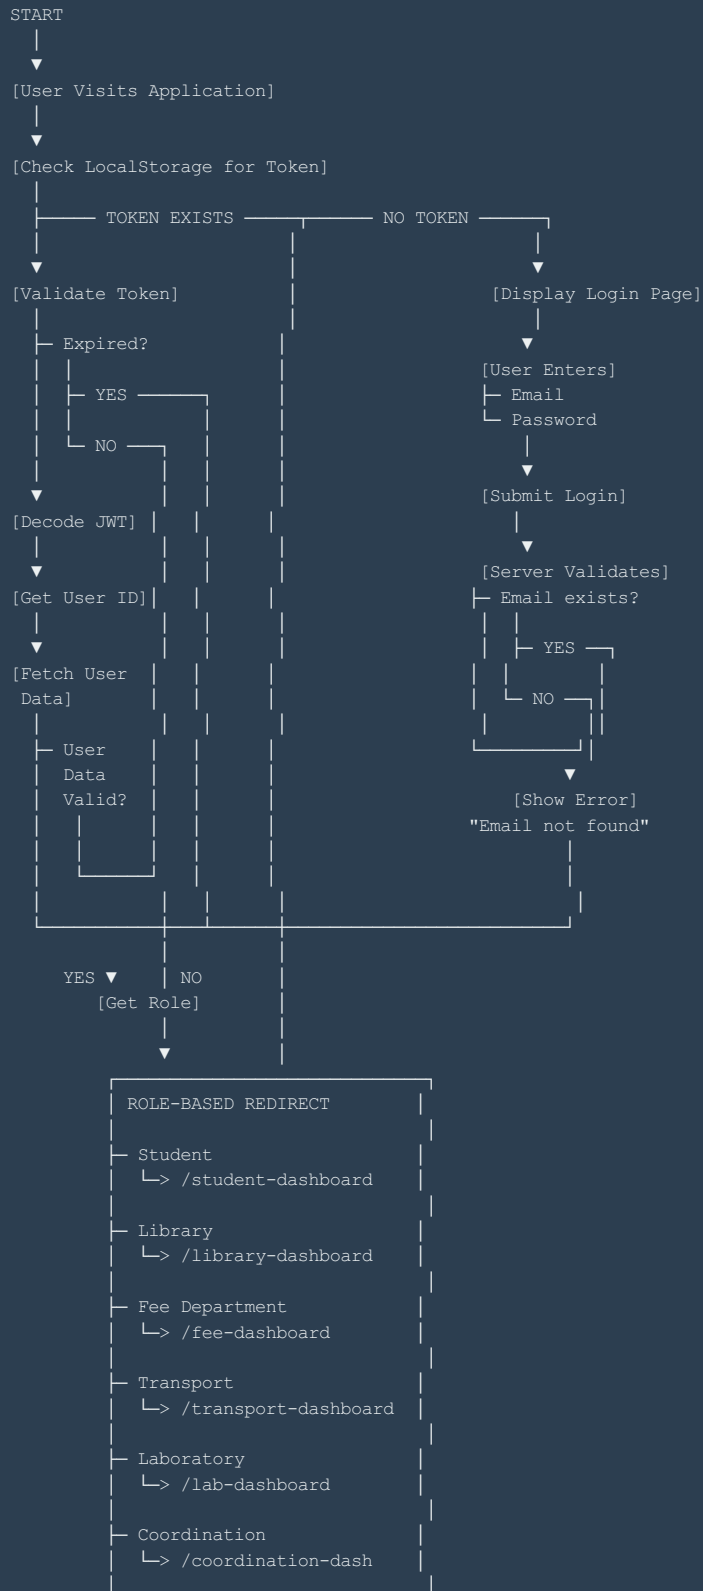 START
[User Visits Application]
[Check LocalStorage for Token]
TOKEN EXISTS NO TOKEN
[Validate Token] [Display Login Page]
Expired?
[User Enters]
YES Email
Password
NO
[Submit Login]
[Decode JWT]
[Server Validates]
[Get User ID] Email exists?
YES
[Fetch User
Data] NO
User
Data
Valid? [Show Error]
"Email not found"
YES NO
[Get Role]
ROLE-BASED REDIRECT
Student
/student-dashboard
Library
/library-dashboard
Fee Department
/fee-dashboard
Transport
/transport-dashboard
Laboratory
/lab-dashboard
Coordination
/coordination-dash